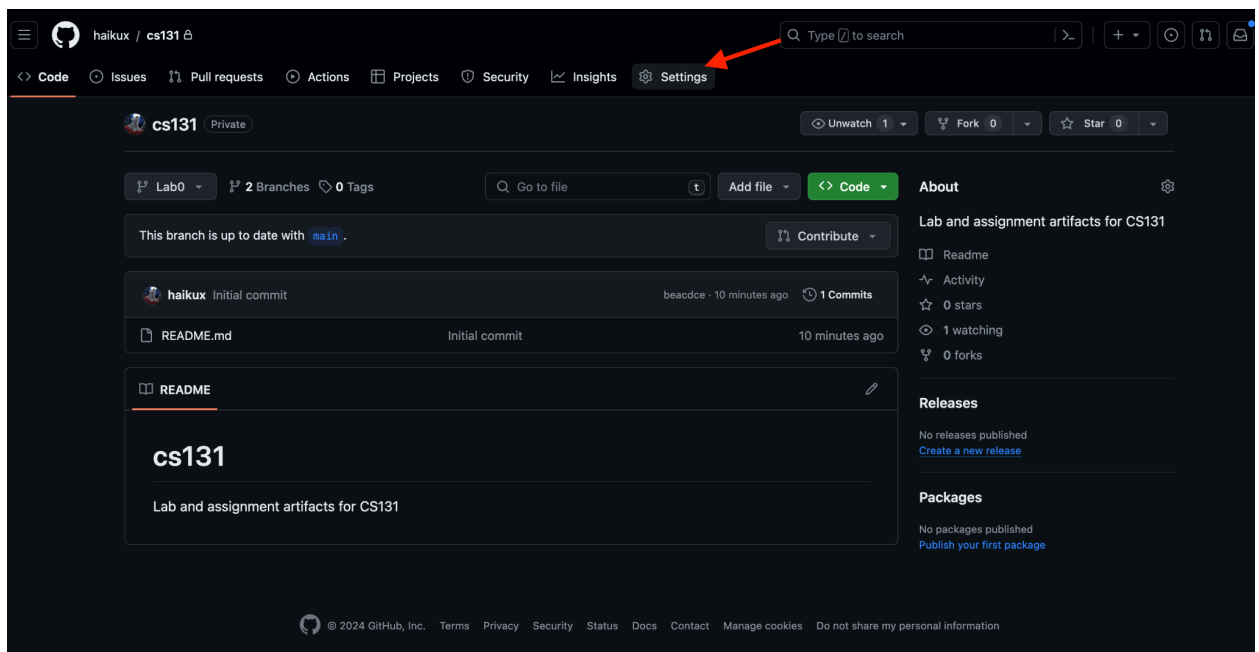 haikux / cs131
Type / to search
Code Issues Pull requests Actions Projects Security Insights Settings
cs131 Private
Unwatch 1 Fork 0 Star 0
Lab0 2 Branches 0 Tags
Go to file t Add file Code
This branch is up to date with main .
Contribute
haikux Initial commit beacdce · 10 minutes ago 1 Commits
README.md Initial commit 10 minutes ago
README
cs131
Lab and assignment artifacts for CS131
About
Lab and assignment artifacts for CS131
Readme
Activity
0 stars
1 watching
0 forks
Releases
No releases published
Create a new release
Packages
No packages published
Publish your first package
© 2024 GitHub, Inc. Terms Privacy Security Status Docs Contact Manage cookies Do not share my personal information